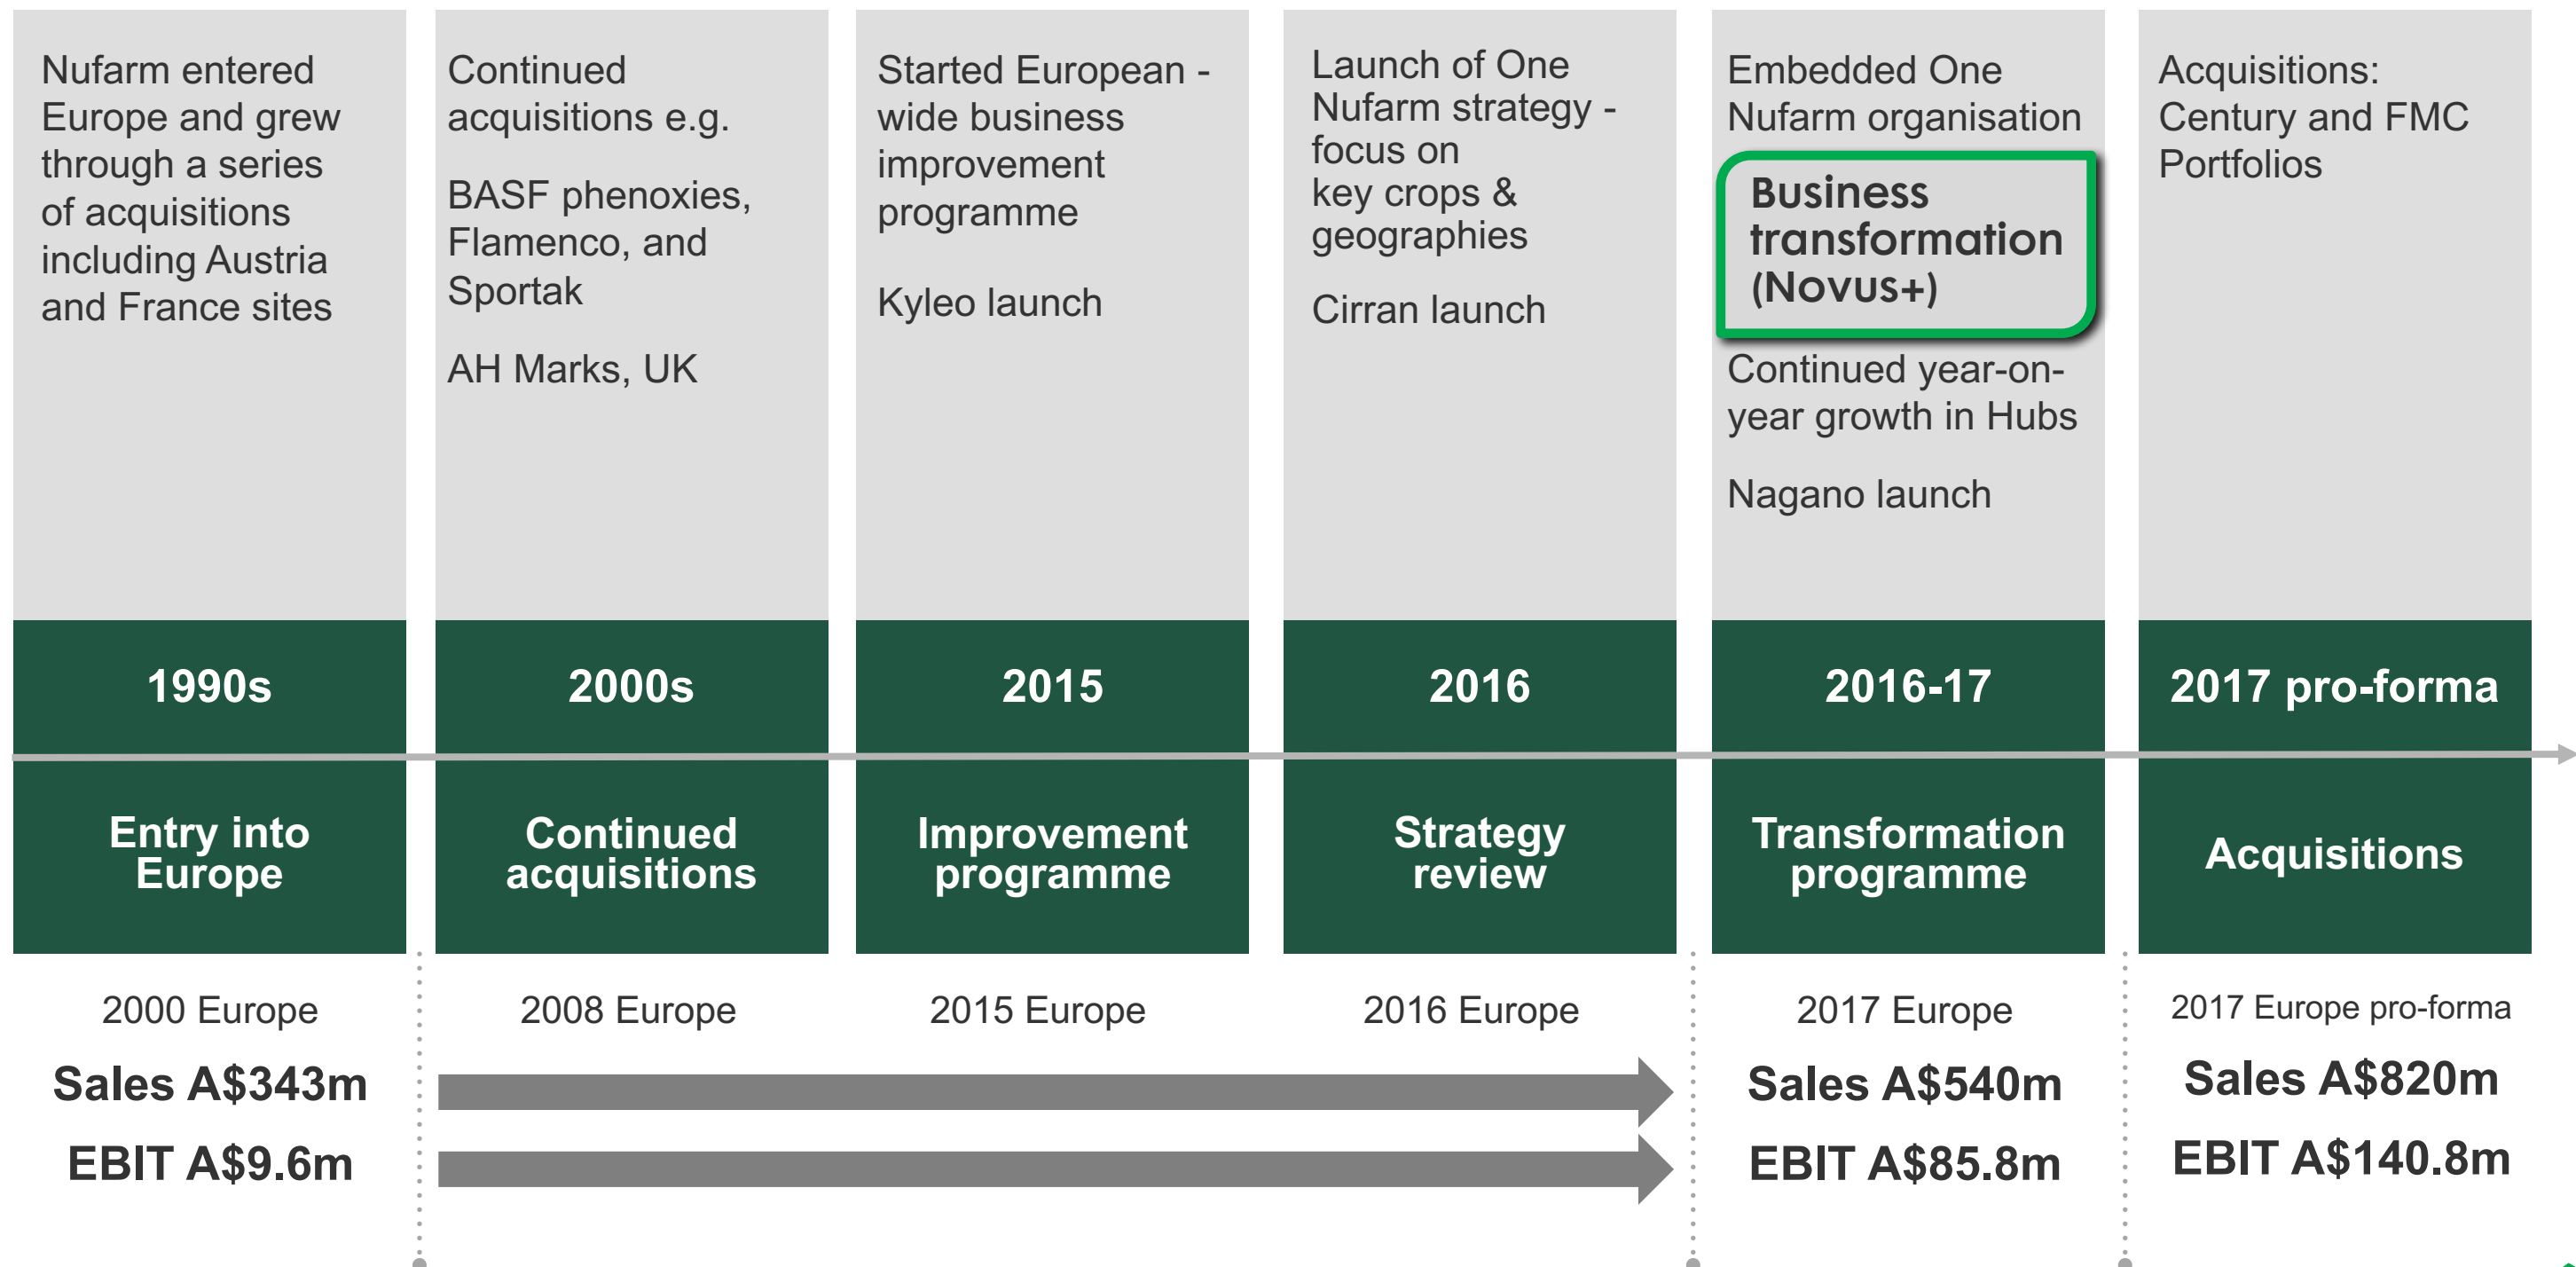 Nufarm entered
Europe and grew
through a series
of acquisitions
including Austria
and France sites
Continued
acquisitions e.g.
BASF phenoxies,
Flamenco, and
Sportak
AH Marks, UK
Started European -
wide business
improvement
programme
Kyleo launch
Launch of One
Nufarm strategy -
focus on
key crops &
geographies
Cirran launch
Embedded One
Nufarm organisation
Business
transformation
(Novus+)
Continued year-on-
year growth in Hubs
Nagano launch
Acquisitions:
Century and FMC
Portfolios
1990s
2000s
2015
2016
2016-17
2017 pro-forma
Entry into
Europe
Continued
acquisitions
Improvement
programme
Strategy
review
Transformation
programme
Acquisitions
2000 Europe
Sales A$343m
EBIT A$9.6m
2008 Europe
2015 Europe
2016 Europe
2017 Europe
Sales A$540m
EBIT A$85.8m
2017 Europe pro-forma
Sales A$820m
EBIT A$140.8m